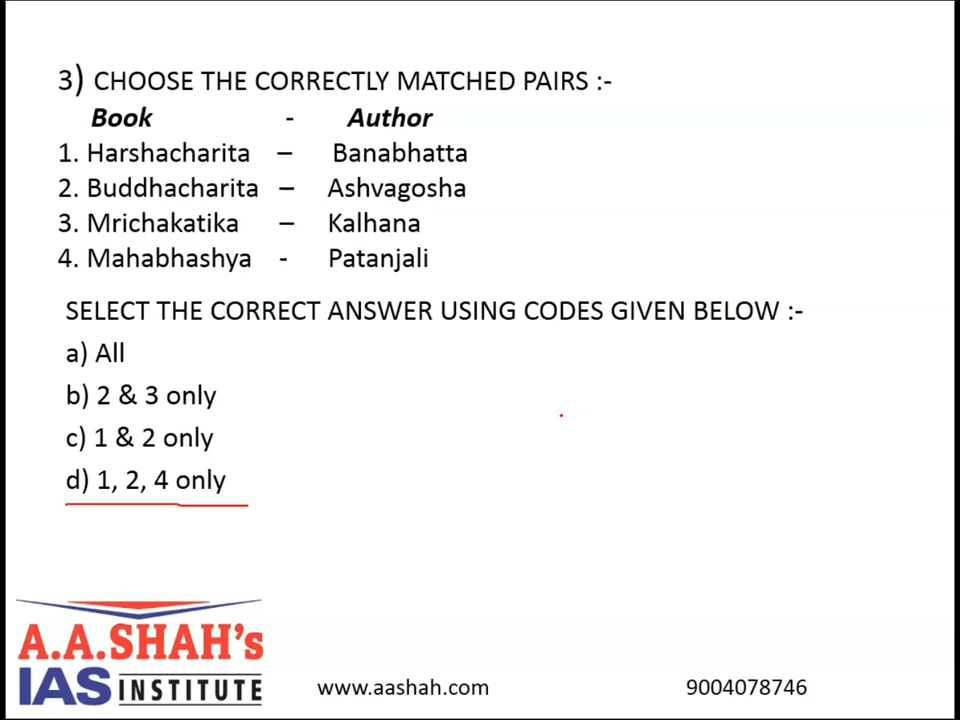 3) CHOOSE THE CORRECTLY MATCHED PAIRS :-
Book - Author
1. Harshacharita – Banabhatta
2. Buddhacharita – Ashvagosha
3. Mrichakatika – Kalhana
4. Mahabhashya - Patanjali
SELECT THE CORRECT ANSWER USING CODES GIVEN BELOW :-
a) All
b) 2 & 3 only
c) 1 & 2 only
d) 1, 2, 4 only
A.A.SHAH's
IAS INSTITUTE
www.aashah.com 9004078746